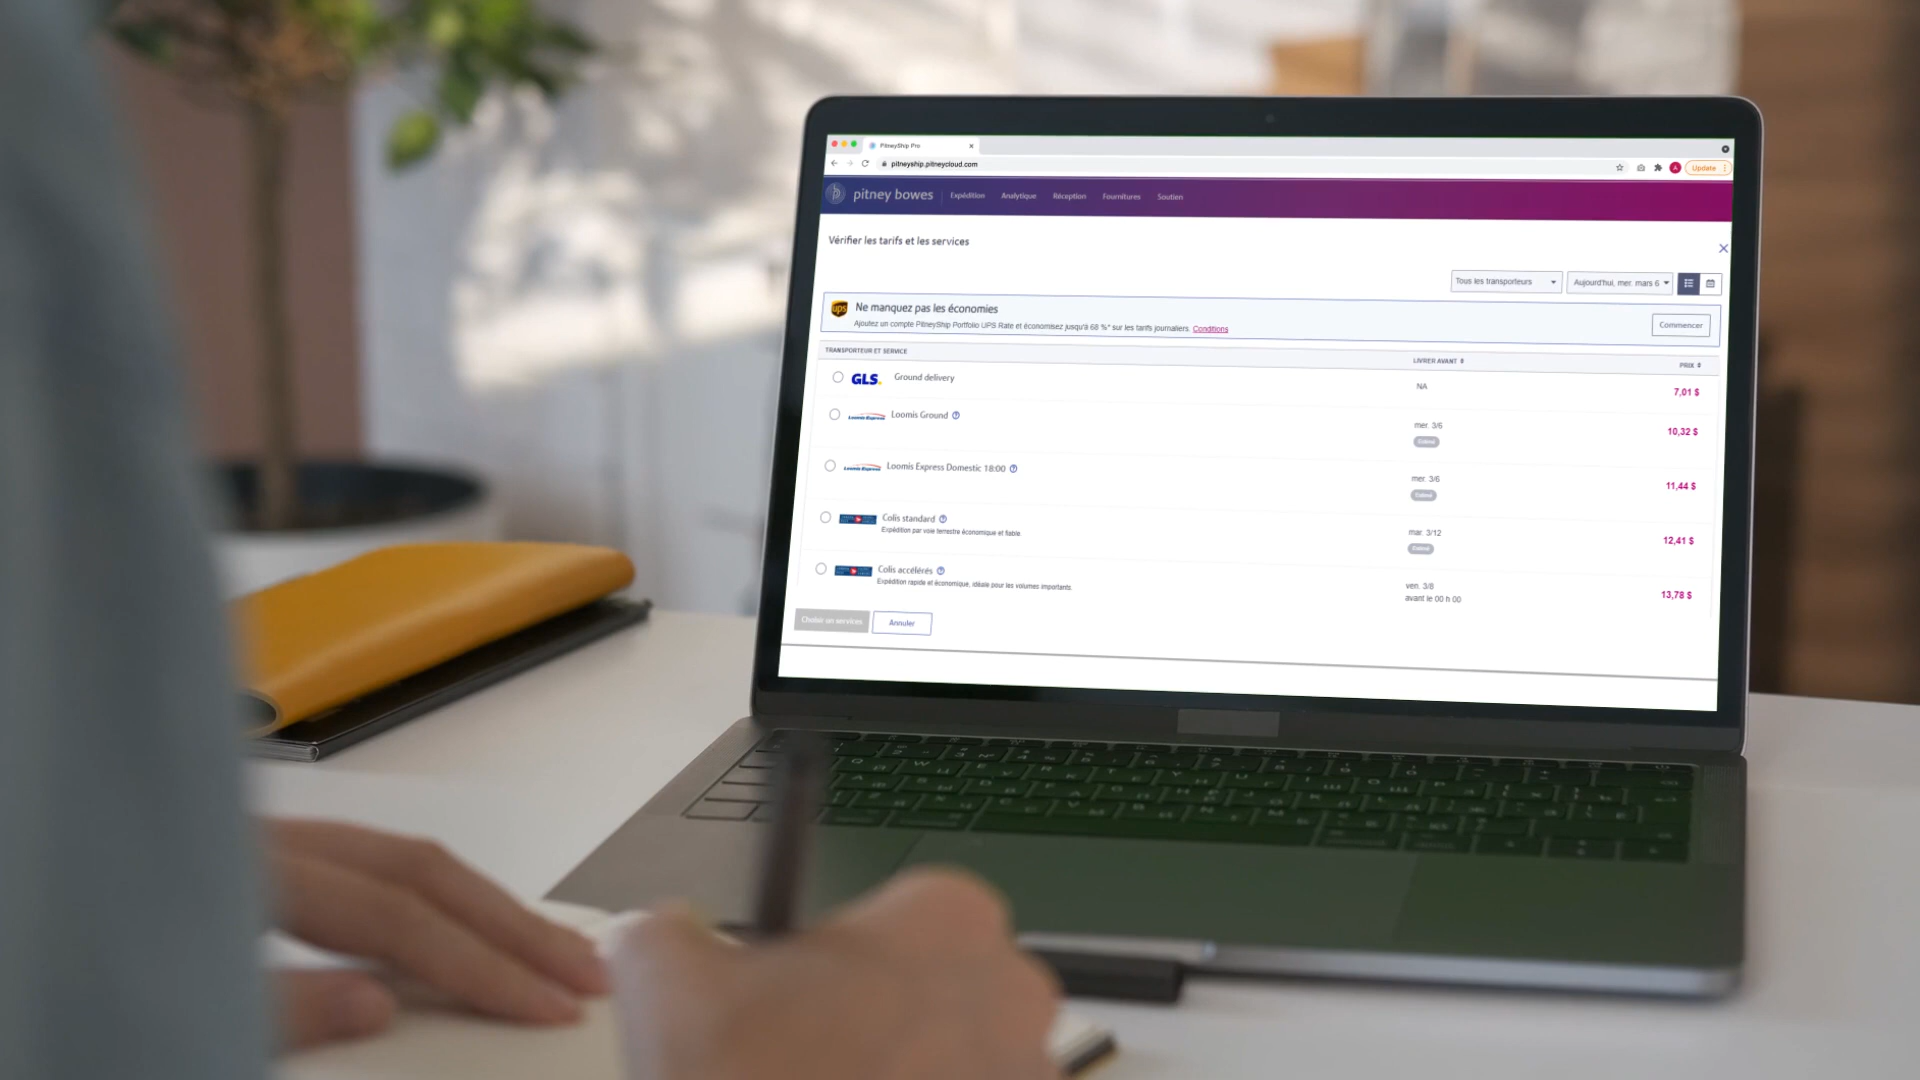 PitneyShip Pro
pitneyship.pitneycloud.com
Update
pitney bowes
Expédition
Analytique
Réception
Fournitures
Soutien
Vérifier les tarifs et les services
Tous les transporteurs
Aujourd'hui, mer. mars 6
ups
Ne manquez pas les économies
Ajoutez un compte PitneyShip Portfolio UPS Rate et économisez jusqu'à 68 %* sur les tarifs journaliers. Conditions
Commencer
TRANSPORTEUR ET SERVICE
LIVRER AVANT
PRIX
GLS.
Ground delivery
NA
7,01 $
Loomis Express
Loomis Ground
mer. 3/6
Estimé
10,32 $
Loomis Express
Loomis Express Domestic 18:00
mer. 3/6
Estimé
11,44 $
Colis standard
Expédition par voie terrestre économique et fiable.
mar. 3/12
Estimé
12,41 $
Colis accélérés
Expédition rapide et économique, idéale pour les volumes importants.
ven. 3/8
avant le 00 h 00
13,78 $
Choisir un services
Annuler